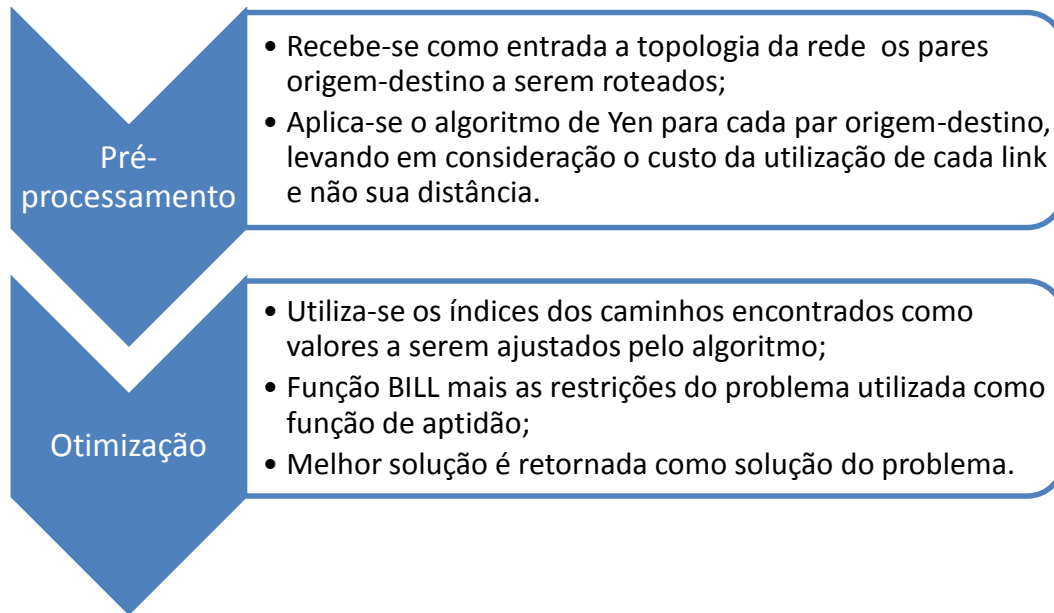 Pré-
processamento
• Recebe-se como entrada a topologia da rede  os pares
origem-destino a serem roteados;
• Aplica-se o algoritmo de Yen para cada par origem-destino,
levando em consideração o custo da utilização de cada link
e não sua distância.
Otimização
• Utiliza-se os índices dos caminhos encontrados como
valores a serem ajustados pelo algoritmo;
• Função BILL mais as restrições do problema utilizada como
função de aptidão;
• Melhor solução é retornada como solução do problema.